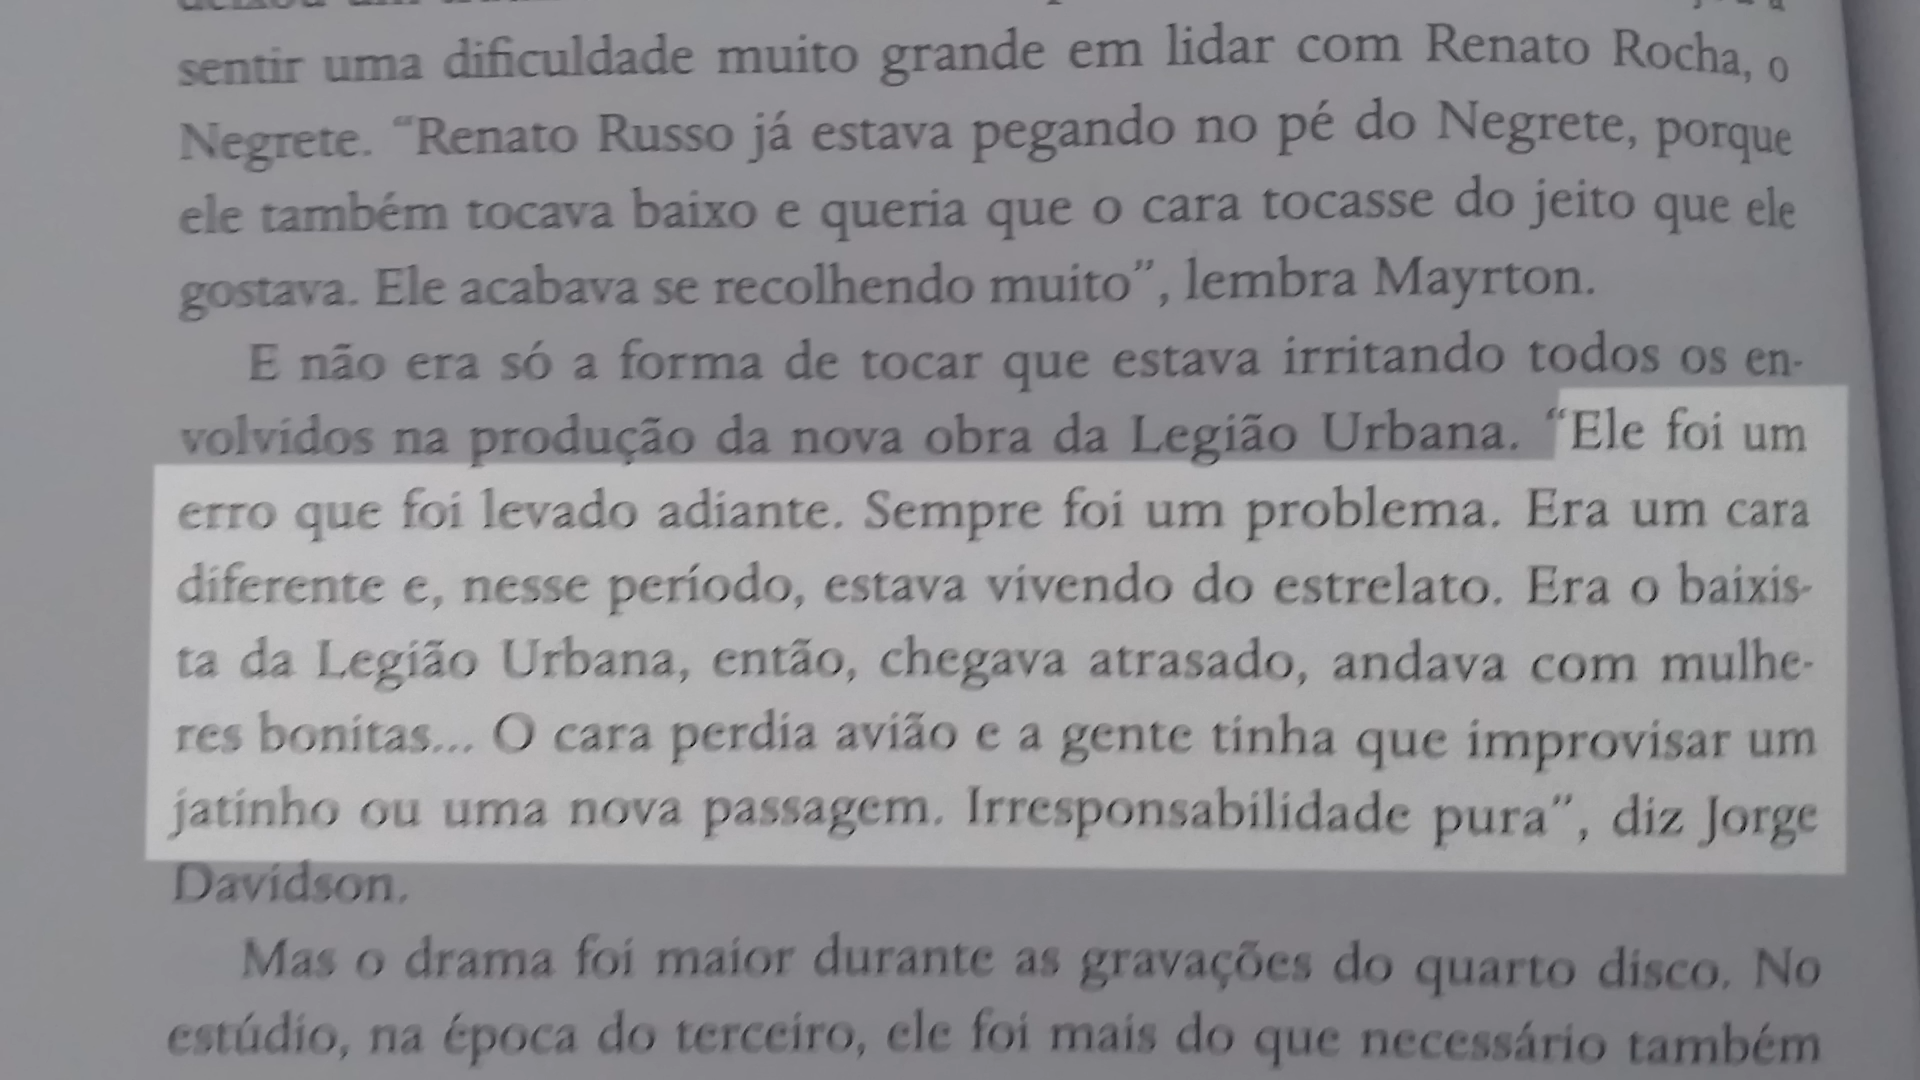 sentir uma dificuldade muito grande em lidar com Renato Rocha, o
Negrete. “Renato Russo já estava pegando no pé do Negrete, porque
ele também tocava baixo e queria que o cara tocasse do jeito que ele
gostava. Ele acabava se recolhendo muito”, lembra Mayrton.
E não era só a forma de tocar que estava irritando todos os en-
volvidos na produção da nova obra da Legião Urbana. “Ele foi um
erro que foi levado adiante. Sempre foi um problema. Era um cara
diferente e, nesse período, estava vivendo do estrelato. Era o baixis-
ta da Legião Urbana, então, chegava atrasado, andava com mulhe-
res bonitas... O cara perdia avião e a gente tinha que improvisar um
jatinho ou uma nova passagem. Irresponsabilidade pura”, diz Jorge
Davidson.
Mas o drama foi maior durante as gravações do quarto disco. No
estúdio, na época do terceiro, ele foi mais do que necessário também